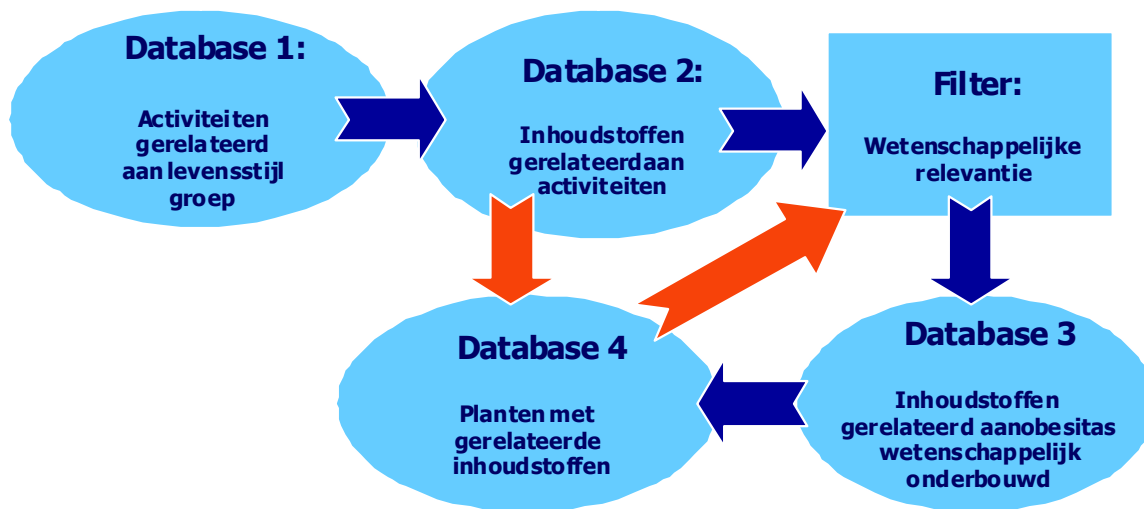 Database 1:
Activiteiten
gerelateerd
aan levensstijl
groep
Database 2:
Inhoudstoffen
gerelateerdaan
activiteiten
Filter:
Wetenschappelijke
relevantie
Database 4
Planten met
gerelateerde
inhoudstoffen
Database 3
Inhoudstoffen
gerelateerd aanobesitas
wetenschappelijk
onderbouwd